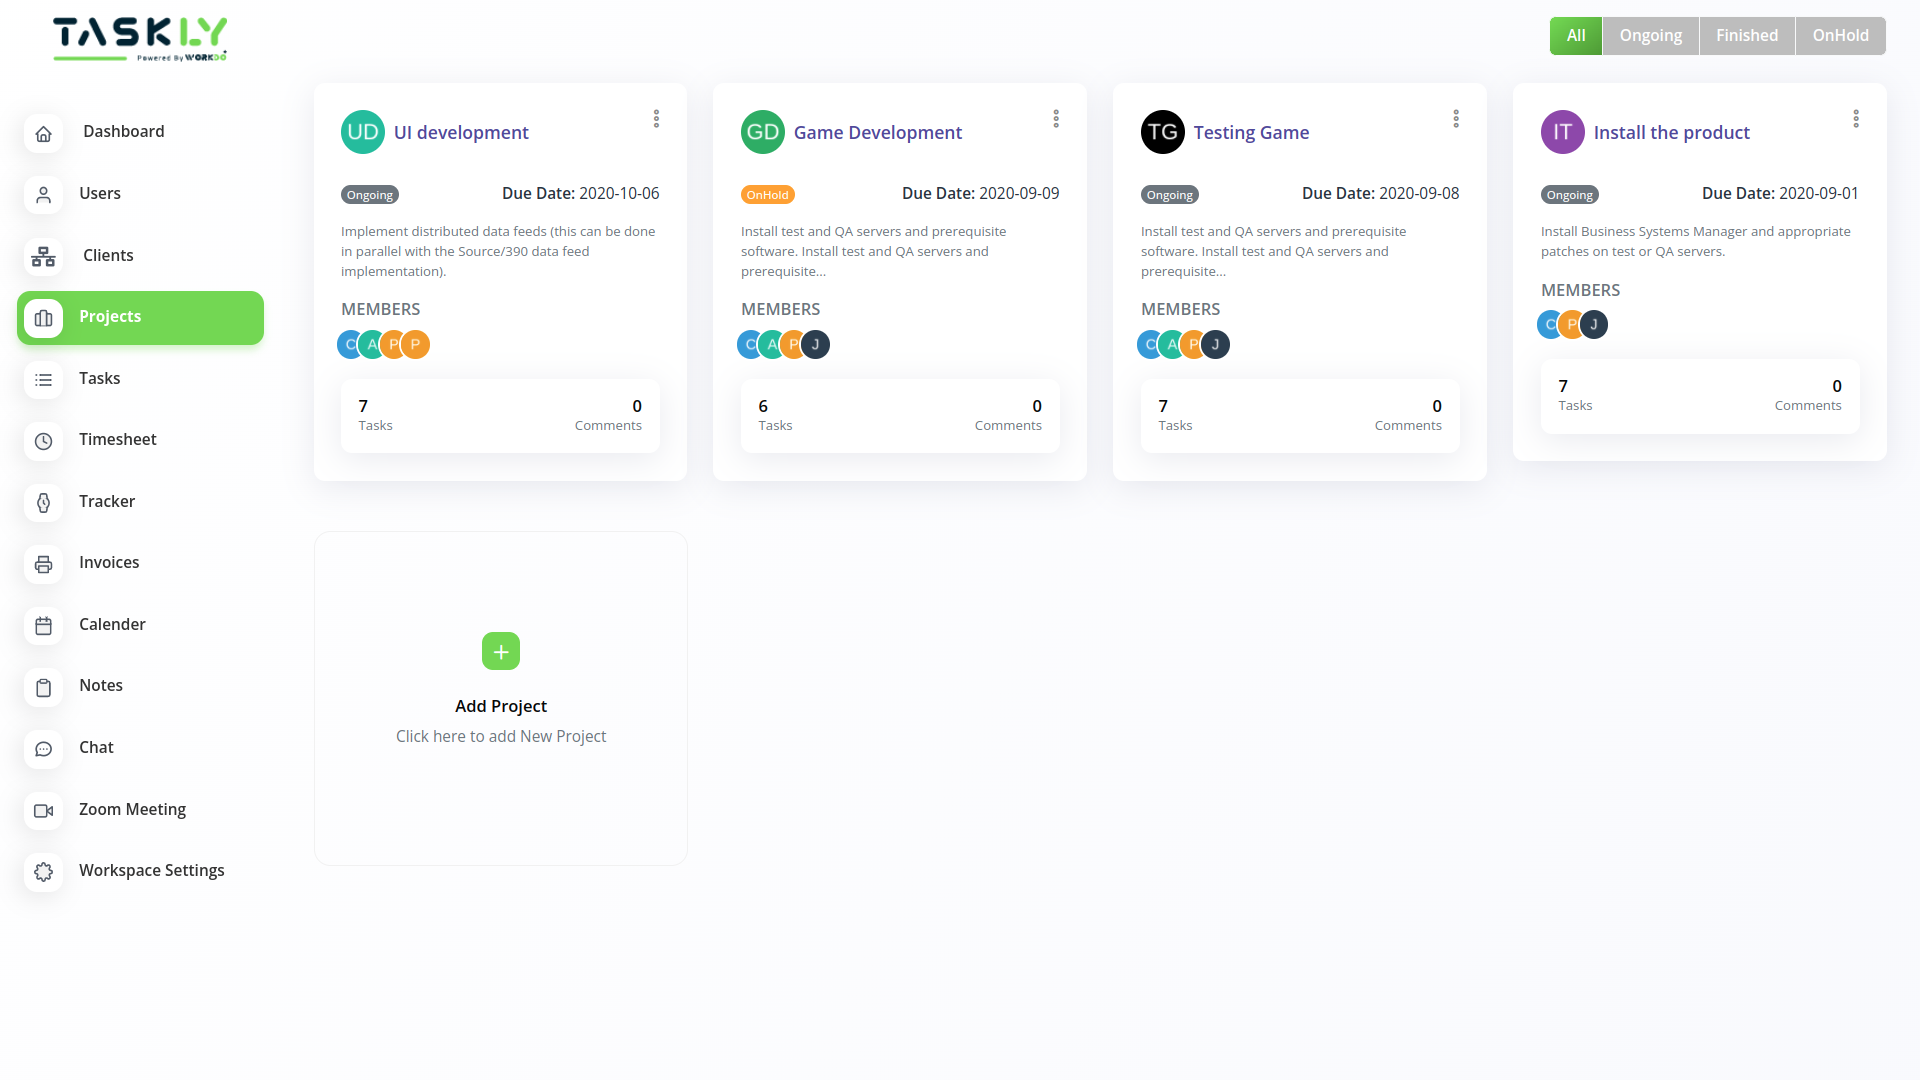 TASKLY
Powered By WORKDO
All
Ongoing
Finished
OnHold
Dashboard
Users
Clients
Projects
Tasks
Timesheet
Tracker
Invoices
Calender
Notes
Chat
Zoom Meeting
Workspace Settings
UD UI development
Ongoing Due Date: 2020-10-06
Implement distributed data feeds (this can be done
in parallel with the Source/390 data feed
implementation).
MEMBERS
C A P P
7 0
Tasks Comments
GD Game Development
OnHold Due Date: 2020-09-09
Install test and QA servers and prerequisite
software. Install test and QA servers and
prerequisite...
MEMBERS
C A P J
6 0
Tasks Comments
TG Testing Game
Ongoing Due Date: 2020-09-08
Install test and QA servers and prerequisite
software. Install test and QA servers and
prerequisite...
MEMBERS
C A P J
7 0
Tasks Comments
IT Install the product
Ongoing Due Date: 2020-09-01
Install Business Systems Manager and appropriate
patches on test or QA servers.
MEMBERS
C P J
7 0
Tasks Comments
Add Project
Click here to add New Project